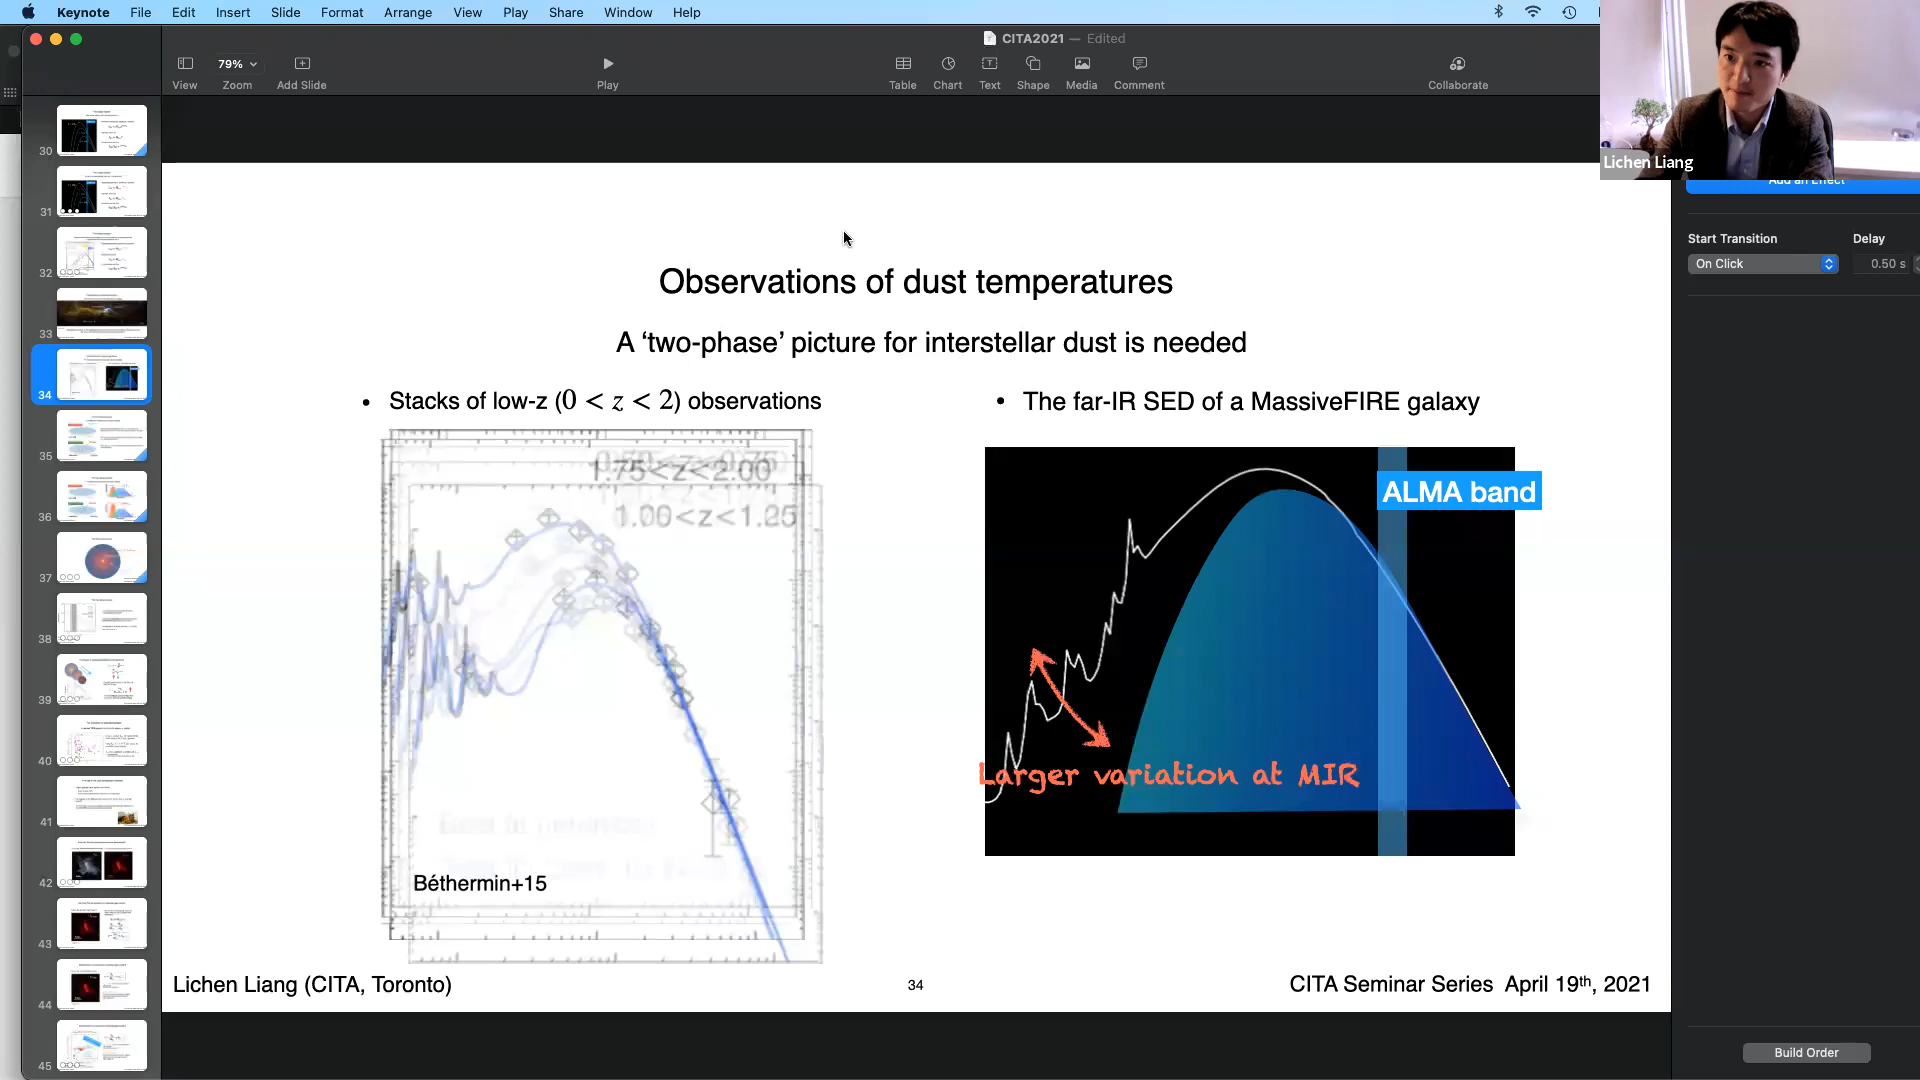 Keynote File Edit Insert Slide Format Arrange View Play Share Window Help
CITA2021 — Edited
79%
View Zoom Add Slide Play Table Chart Text Shape Media Comment Collaborate
Lichen Liang
Add an Effect
Start Transition Delay
On Click 0.50 s
30
31
32
33
34
35
36
37
38
39
40
41
42
43
44
45
Observations of dust temperatures
A ‘two-phase’ picture for interstellar dust is needed
• Stacks of low-z (0 < z < 2) observations
1.75<z<2.00
1.00<z<1.25
Béthermin+15
• The far-IR SED of a MassiveFIRE galaxy
ALMA band
Larger variation at MIR
Lichen Liang (CITA, Toronto) 34 CITA Seminar Series April 19th, 2021
Build Order